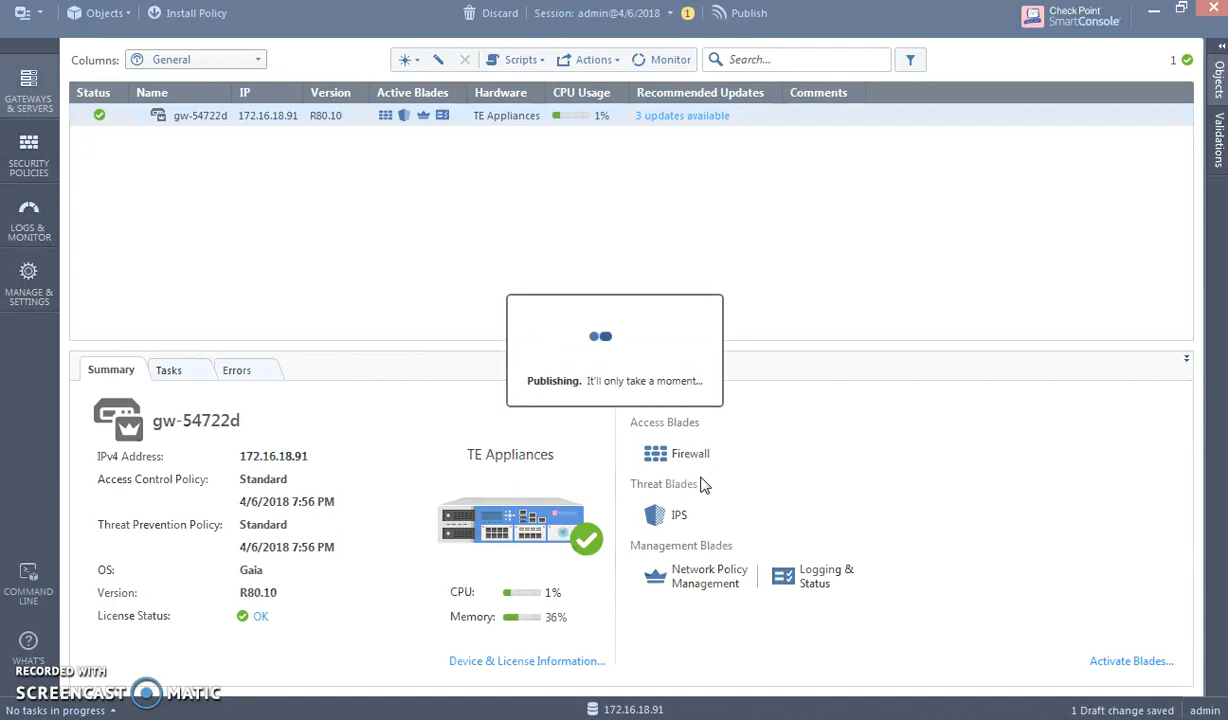 Objects
Install Policy
Discard
Session: admin@4/6/2018
1
Publish
Check Point
SmartConsole
GATEWAYS
& SERVERS
SECURITY
POLICIES
LOGS &
MONITOR
MANAGE &
SETTINGS
COMMAND
LINE
WHAT'S
Columns:
General
Scripts
Actions
Monitor
Search...
1
Status Name IP Version Active Blades Hardware CPU Usage Recommended Updates Comments
gw-54722d 172.16.18.91 R80.10 TE Appliances 1% 3 updates available
Objects
Validations
Publishing. It'll only take a moment...
Summary
Tasks
Errors
gw-54722d
IPv4 Address: 172.16.18.91
Access Control Policy: Standard
4/6/2018 7:56 PM
Threat Prevention Policy: Standard
4/6/2018 7:56 PM
OS: Gaia
Version: R80.10
License Status: OK
TE Appliances
CPU: 1%
Memory: 36%
Device & License Information...
Access Blades
Firewall
Threat Blades
IPS
Management Blades
Network Policy
Management
Logging &
Status
Activate Blades...
RECORDED WITH
SCREENCAST MATIC
No tasks in progress
172.16.18.91
1 Draft change saved
admin